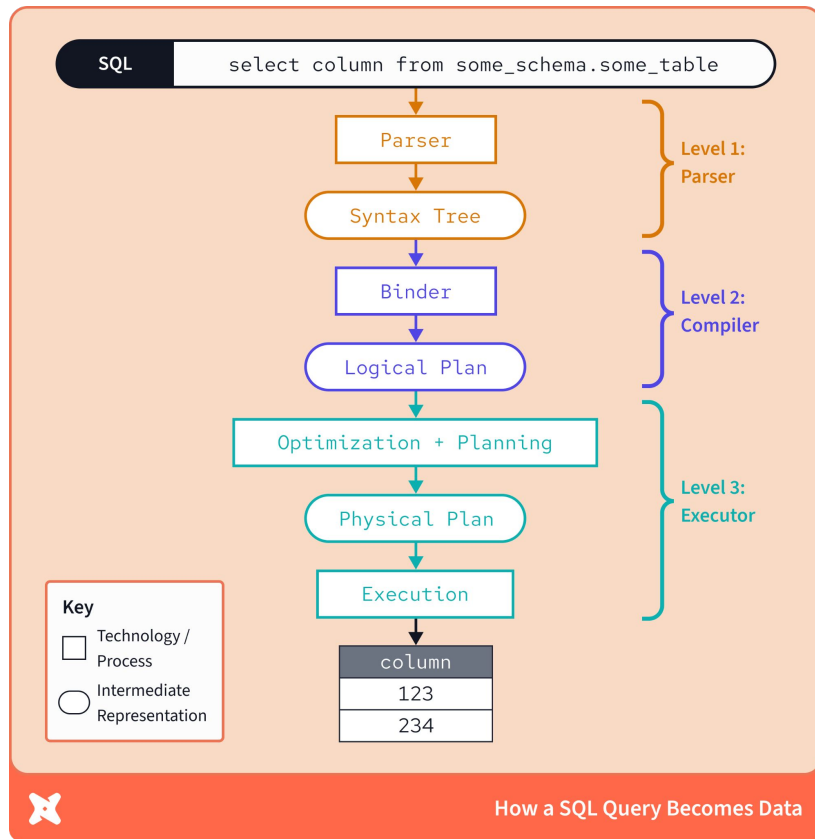 SQL
select column from some_schema.some_table
Parser
Syntax Tree
Level 1:
Parser
Binder
Logical Plan
Level 2:
Compiler
Optimization + Planning
Physical Plan
Execution
Level 3:
Executor
column
123
234
Key
Technology /
Process
Intermediate
Representation
How a SQL Query Becomes Data